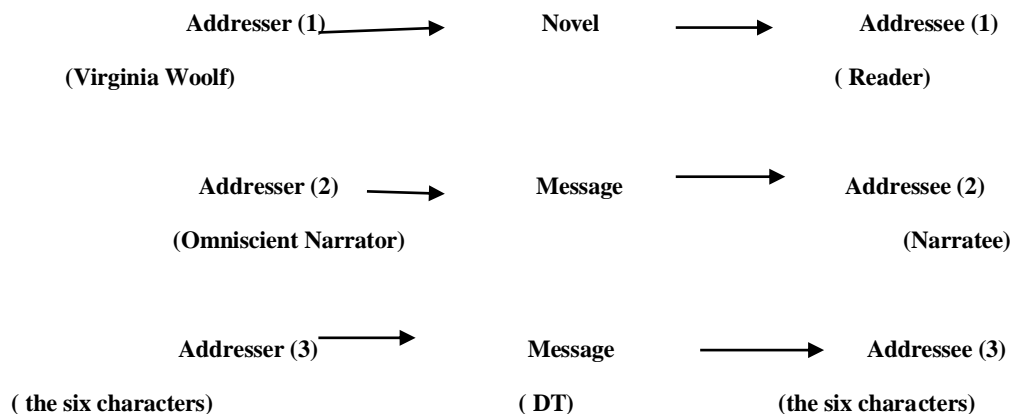 Addresser (1) Novel Addressee (1)
(Virginia Woolf) ( Reader)
Addresser (2) Message Addressee (2)
(Omniscient Narrator) (Narratee)
Addresser (3) Message Addressee (3)
( the six characters) ( DT) (the six characters)